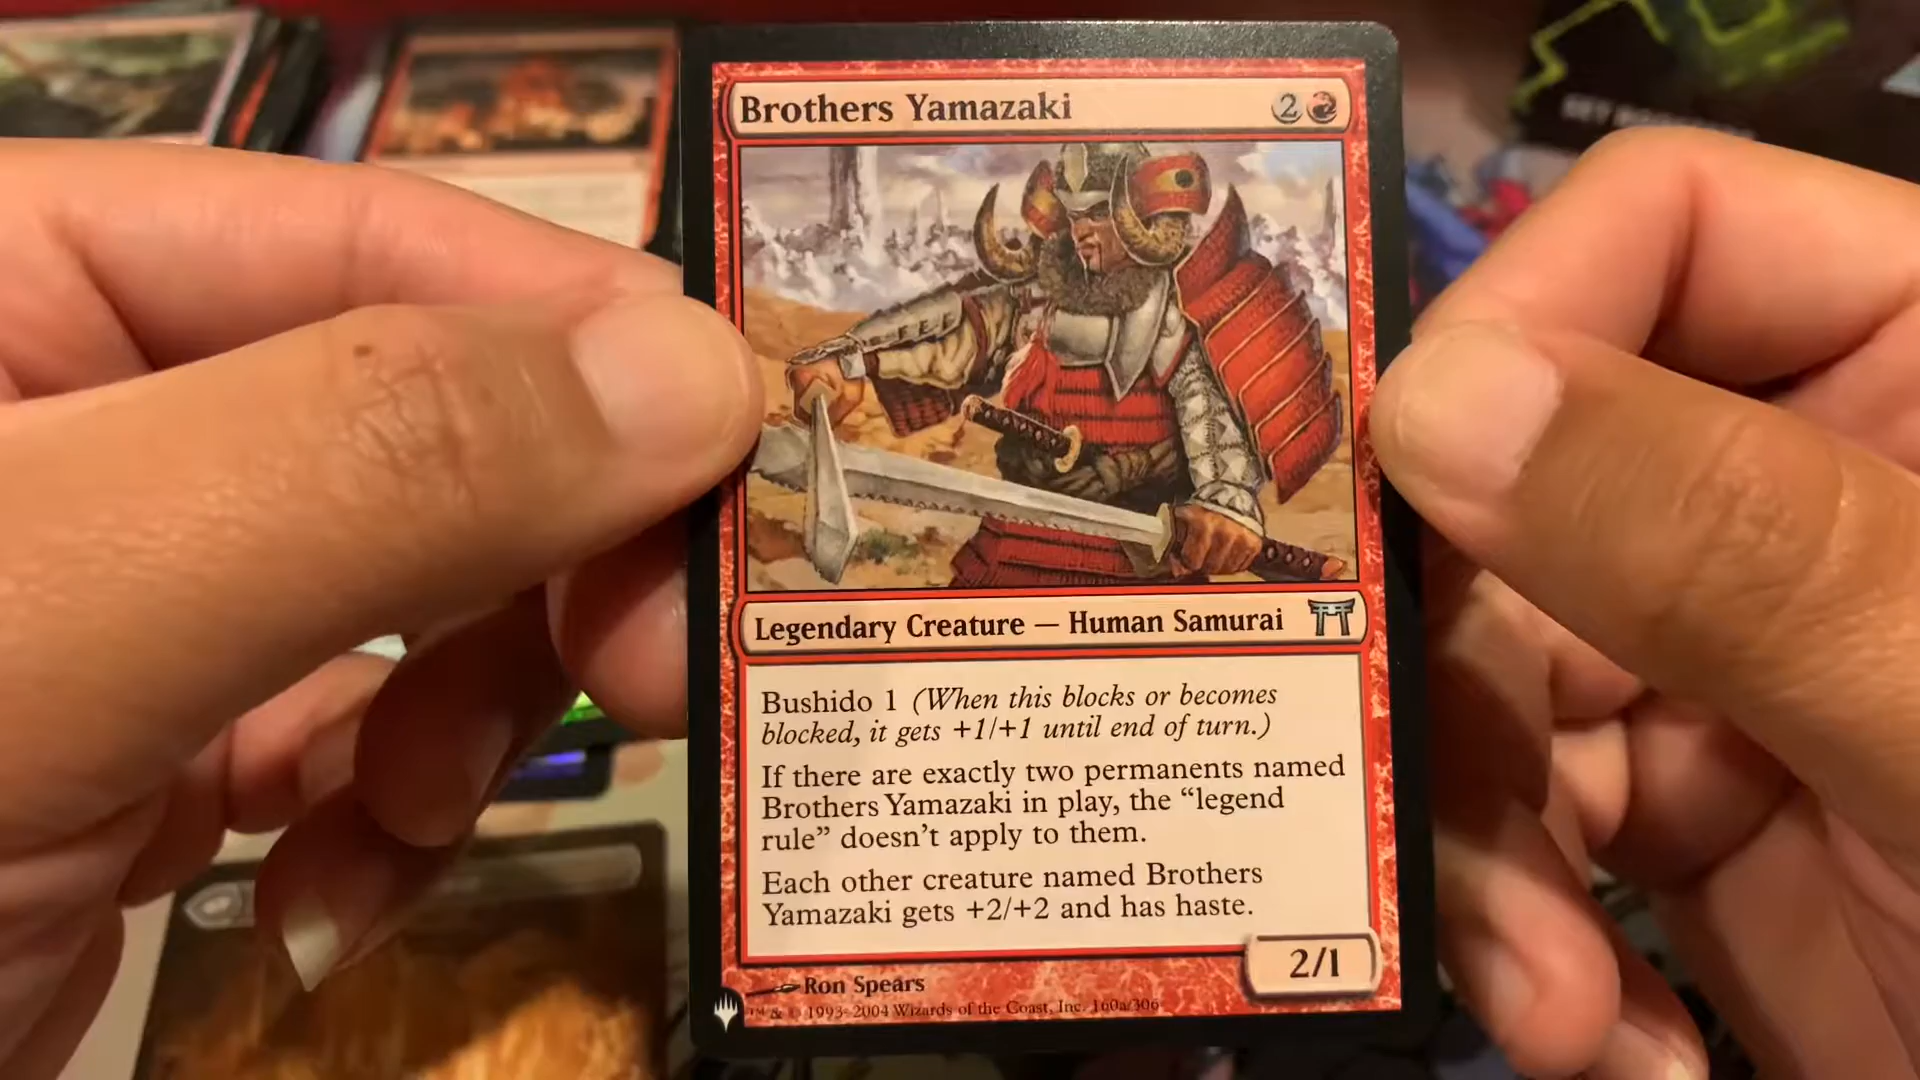 Brothers Yamazaki 2
Legendary Creature — Human Samurai
Bushido 1 (When this blocks or becomes
blocked, it gets +1/+1 until end of turn.)
If there are exactly two permanents named
Brothers Yamazaki in play, the “legend
rule” doesn’t apply to them.
Each other creature named Brothers
Yamazaki gets +2/+2 and has haste.
2/1
Ron Spears
™ & © 1993–2004 Wizards of the Coast, Inc. 160a/306